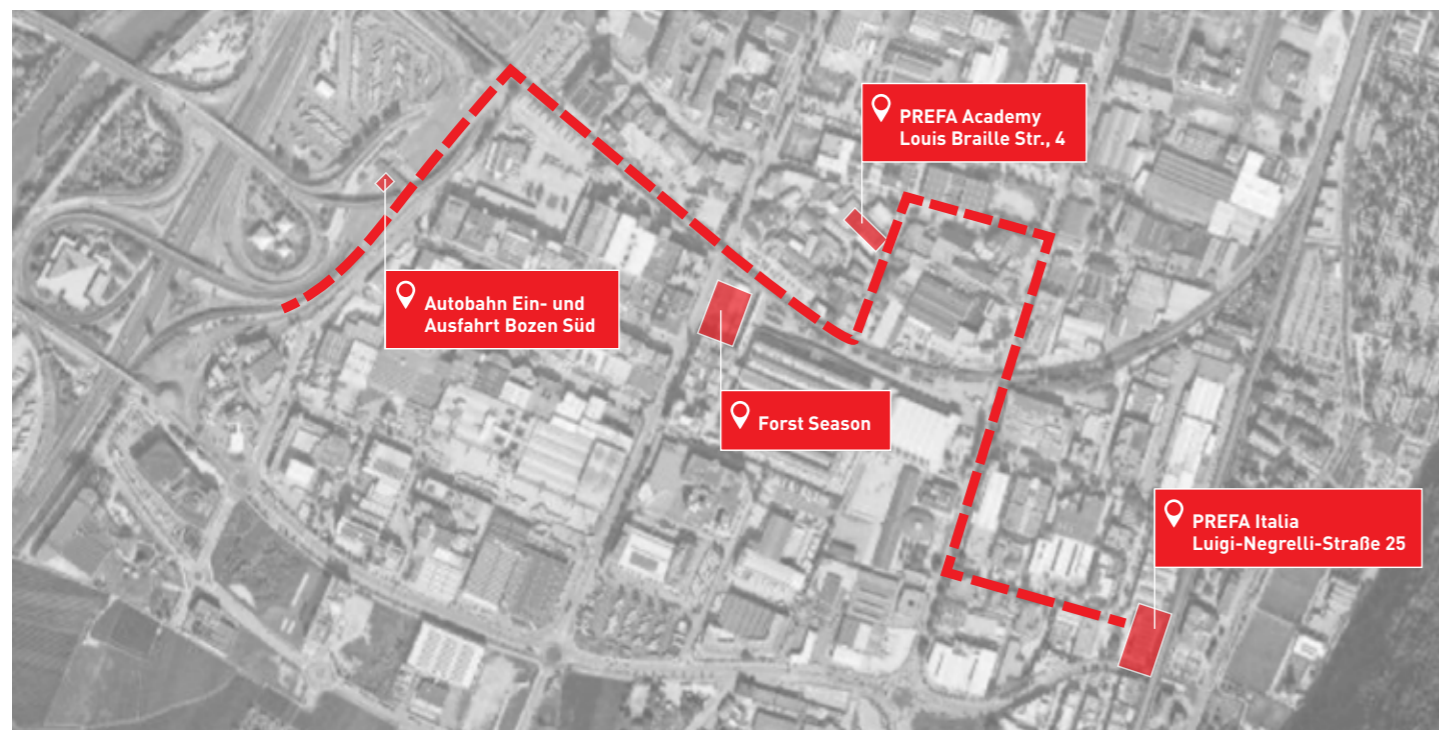 PREFA Academy
Louis Braille Str., 4
Autobahn Ein- und
Ausfahrt Bozen Süd
Forst Season
PREFA Italia
Luigi-Negrelli-Straße 25